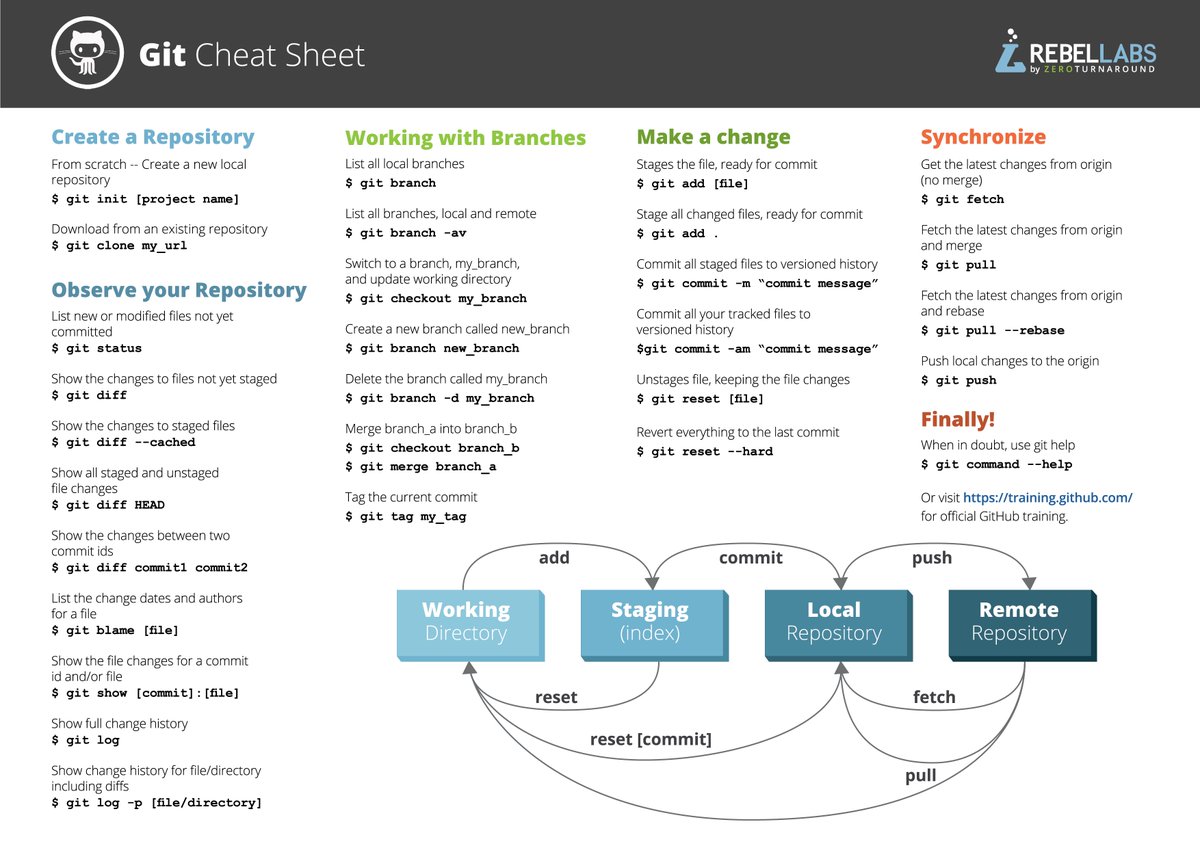 Git Cheat Sheet
REBELLABS
by ZEROTURNAROUND
Create a Repository
From scratch -- Create a new local
repository
$ git init [project name]
Download from an existing repository
$ git clone my_url
Observe your Repository
List new or modified files not yet
committed
$ git status
Show the changes to files not yet staged
$ git diff
Show the changes to staged files
$ git diff --cached
Show all staged and unstaged
file changes
$ git diff HEAD
Show the changes between two
commit ids
$ git diff commit1 commit2
List the change dates and authors
for a file
$ git blame [file]
Show the file changes for a commit
id and/or file
$ git show [commit]:[file]
Show full change history
$ git log
Show change history for file/directory
including diffs
$ git log -p [file/directory]
Working with Branches
List all local branches
$ git branch
List all branches, local and remote
$ git branch -av
Switch to a branch, my_branch,
and update working directory
$ git checkout my_branch
Create a new branch called new_branch
$ git branch new_branch
Delete the branch called my_branch
$ git branch -d my_branch
Merge branch_a into branch_b
$ git checkout branch_b
$ git merge branch_a
Tag the current commit
$ git tag my_tag
Make a change
Stages the file, ready for commit
$ git add [file]
Stage all changed files, ready for commit
$ git add .
Commit all staged files to versioned history
$ git commit -m “commit message”
Commit all your tracked files to
versioned history
$git commit -am “commit message”
Unstages file, keeping the file changes
$ git reset [file]
Revert everything to the last commit
$ git reset --hard
Synchronize
Get the latest changes from origin
(no merge)
$ git fetch
Fetch the latest changes from origin
and merge
$ git pull
Fetch the latest changes from origin
and rebase
$ git pull --rebase
Push local changes to the origin
$ git push
Finally!
When in doubt, use git help
$ git command --help
Or visit https://training.github.com/
for official GitHub training.
add
commit
push
Working
Directory
Staging
(index)
Local
Repository
Remote
Repository
reset
fetch
reset [commit]
pull